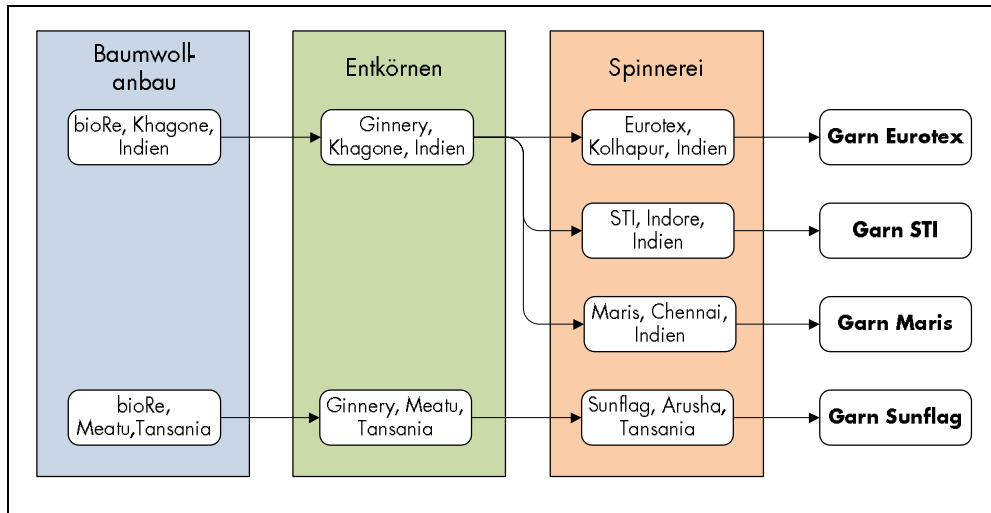 Baumwoll-
anbau
Entkörnen
Spinnerei
bioRe, Khagone,
Indien
Ginnery,
Khagone, Indien
Eurotex,
Kolhapur, Indien
Garn Eurotex
STI, Indore,
Indien
Garn STI
Maris, Chennai,
Indien
Garn Maris
bioRe,
Meatu,Tansania
Ginnery, Meatu,
Tansania
Sunflag, Arusha,
Tansania
Garn Sunflag